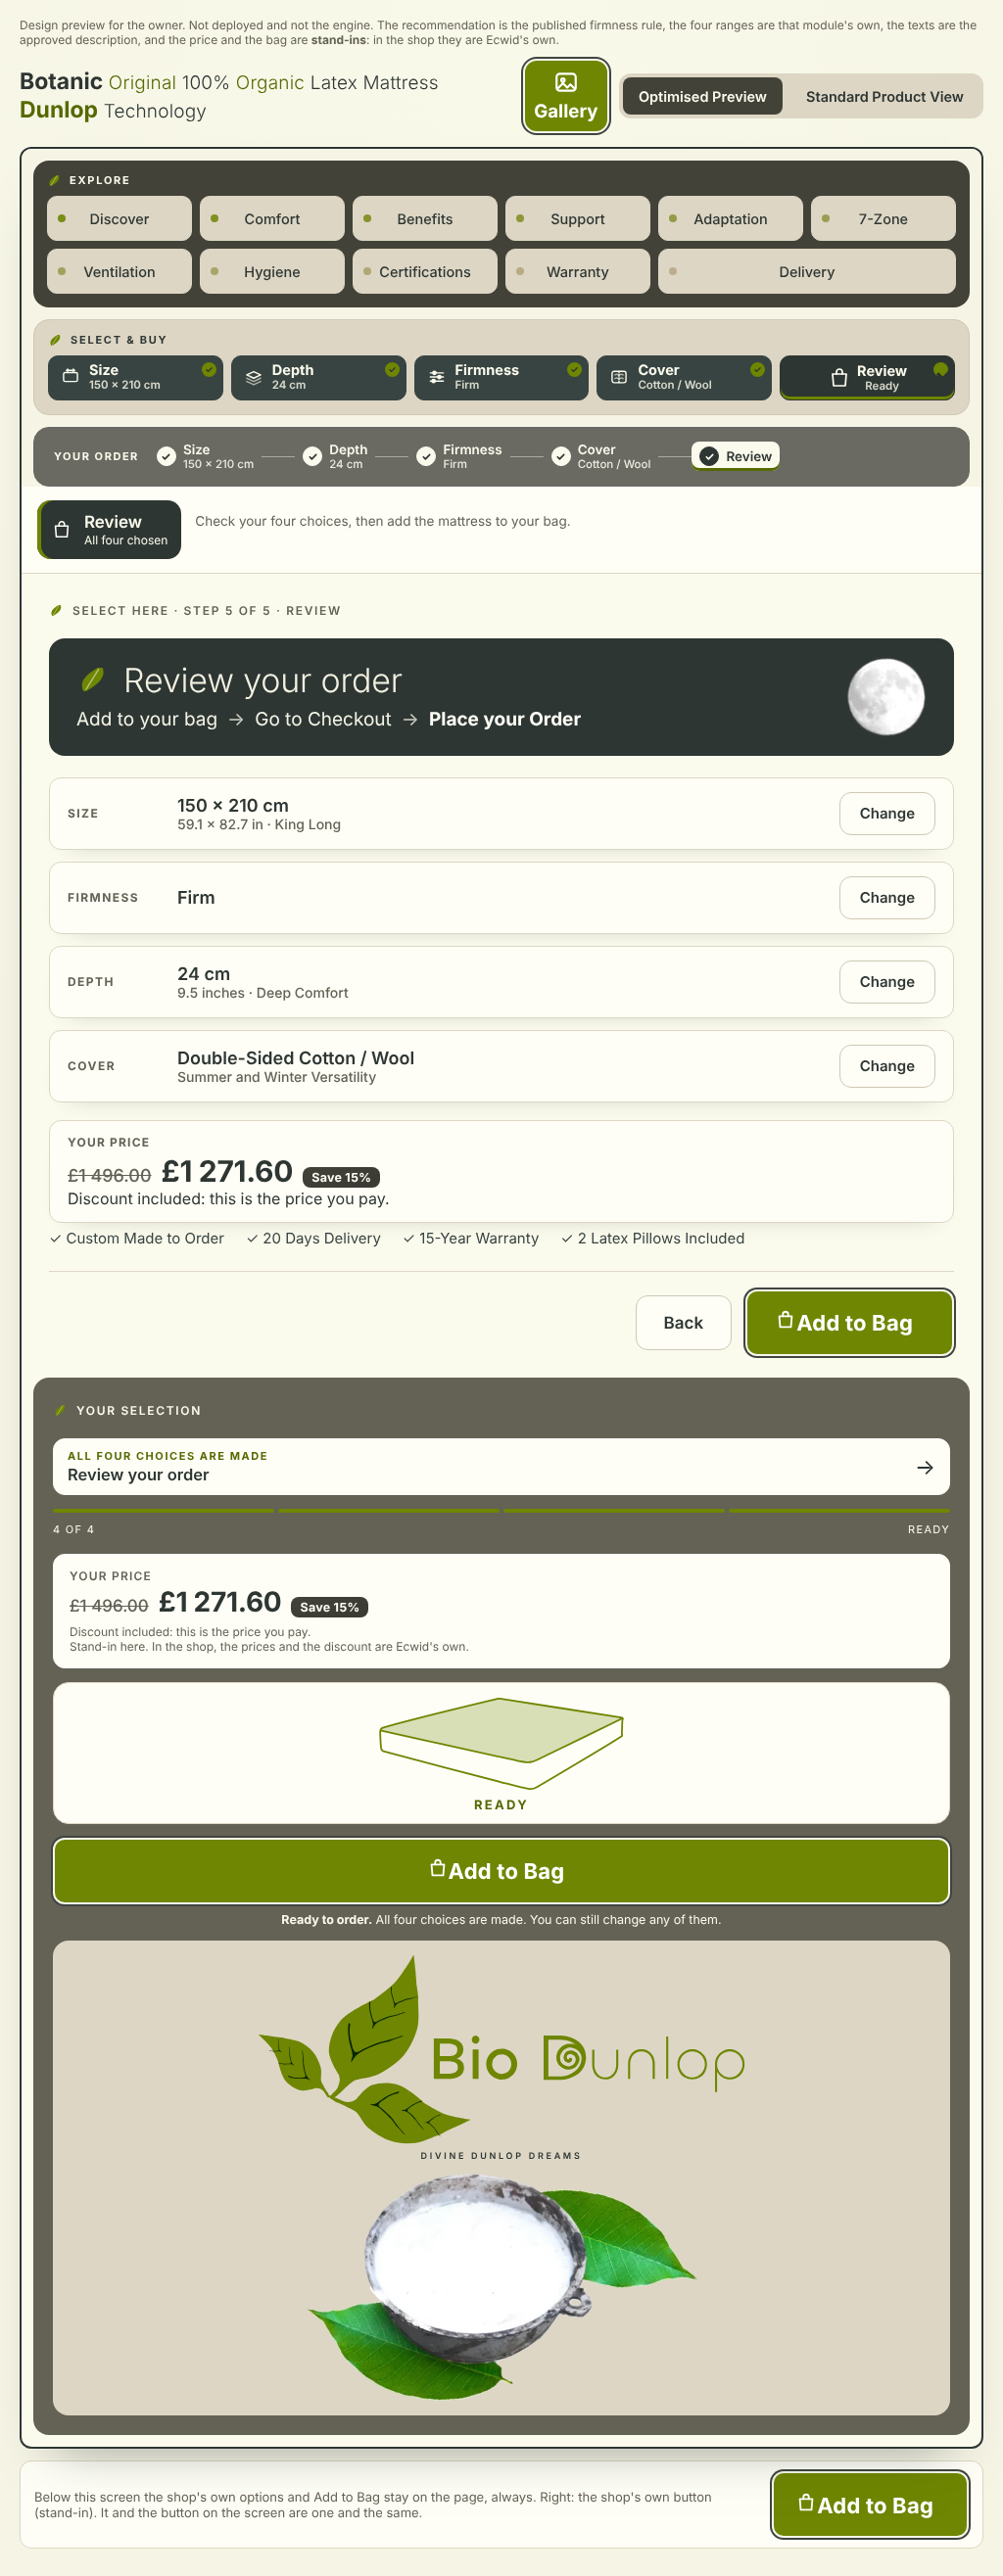 Design preview for the owner. Not deployed and not the engine. The recommendation is the published firmness rule, the four ranges are that module's own, the texts are the
approved description, and the price and the bag are stand-ins: in the shop they are Ecwid's own.
Botanic Original 100% Organic Latex Mattress
Dunlop Technology
Gallery
Optimised Preview
Standard Product View
EXPLORE
Discover
Comfort
Benefits
Support
Adaptation
7-Zone
Ventilation
Hygiene
Certifications
Warranty
Delivery
SELECT & BUY
Size
150 × 210 cm
Depth
24 cm
Firmness
Firm
Cover
Cotton / Wool
Review
Ready
YOUR ORDER
Size
150 × 210 cm
Depth
24 cm
Firmness
Firm
Cover
Cotton / Wool
Review
Review
All four chosen
Check your four choices, then add the mattress to your bag.
SELECT HERE · STEP 5 OF 5 · REVIEW
Review your order
Add to your bag → Go to Checkout → Place your Order
SIZE
150 × 210 cm
59.1 × 82.7 in · King Long
Change
FIRMNESS
Firm
Change
DEPTH
24 cm
9.5 inches · Deep Comfort
Change
COVER
Double-Sided Cotton / Wool
Summer and Winter Versatility
Change
YOUR PRICE
£1 496.00 £1 271.60 Save 15%
Discount included: this is the price you pay.
✓ Custom Made to Order ✓ 20 Days Delivery ✓ 15-Year Warranty ✓ 2 Latex Pillows Included
Back
Add to Bag
YOUR SELECTION
ALL FOUR CHOICES ARE MADE
Review your order →
4 OF 4
READY
YOUR PRICE
£1 496.00 £1 271.60 Save 15%
Discount included: this is the price you pay.
Stand-in here. In the shop, the prices and the discount are Ecwid's own.
READY
Add to Bag
Ready to order. All four choices are made. You can still change any of them.
Bio Dunlop
DIVINE DUNLOP DREAMS
Below this screen the shop's own options and Add to Bag stay on the page, always. Right: the shop's own button
(stand-in). It and the button on the screen are one and the same.
Add to Bag